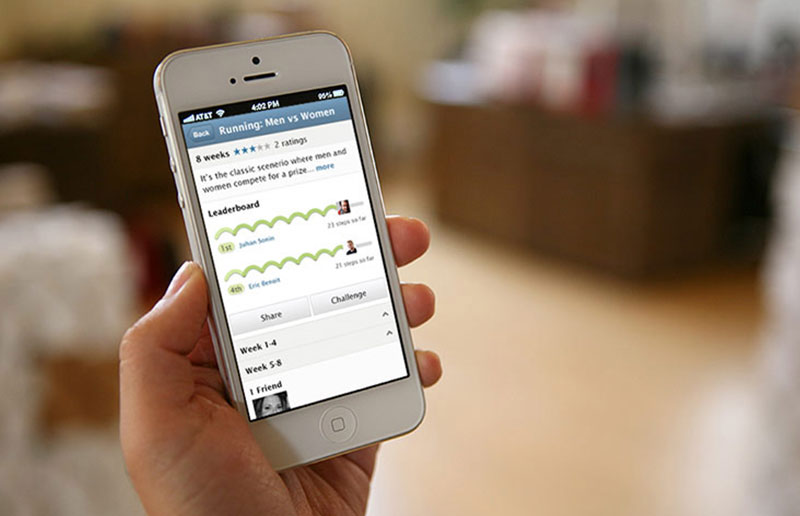 AT&T 4:02 PM 95%
Back Running: Men vs Women
8 weeks 2 ratings
It's the classic scenerio where men and
women compete for a prize... more
Leaderboard
1st Juhan Sonin 23 steps so far
4th Eric Benoit 21 steps so far
Share Challenge
Week 1-4
Week 5-8
1 Friend